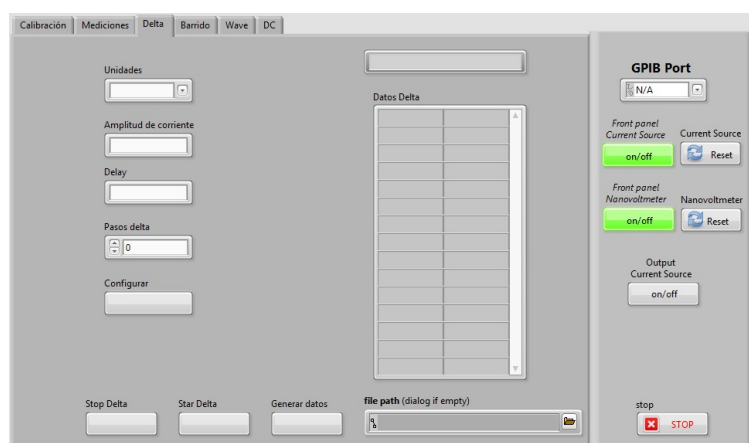 Calibración Mediciones Delta Barrido Wave DC
Unidades
Amplitud de corriente
Delay
Pasos delta
0
Configurar
Datos Delta
Stop Delta
Star Delta
Generar datos
file path (dialog if empty)
GPIB Port
N/A
Front panel
Current Source
on/off
Current Source
Reset
Front panel
Nanovoltmeter
on/off
Nanovoltmeter
Reset
Output
Current Source
on/off
stop
STOP